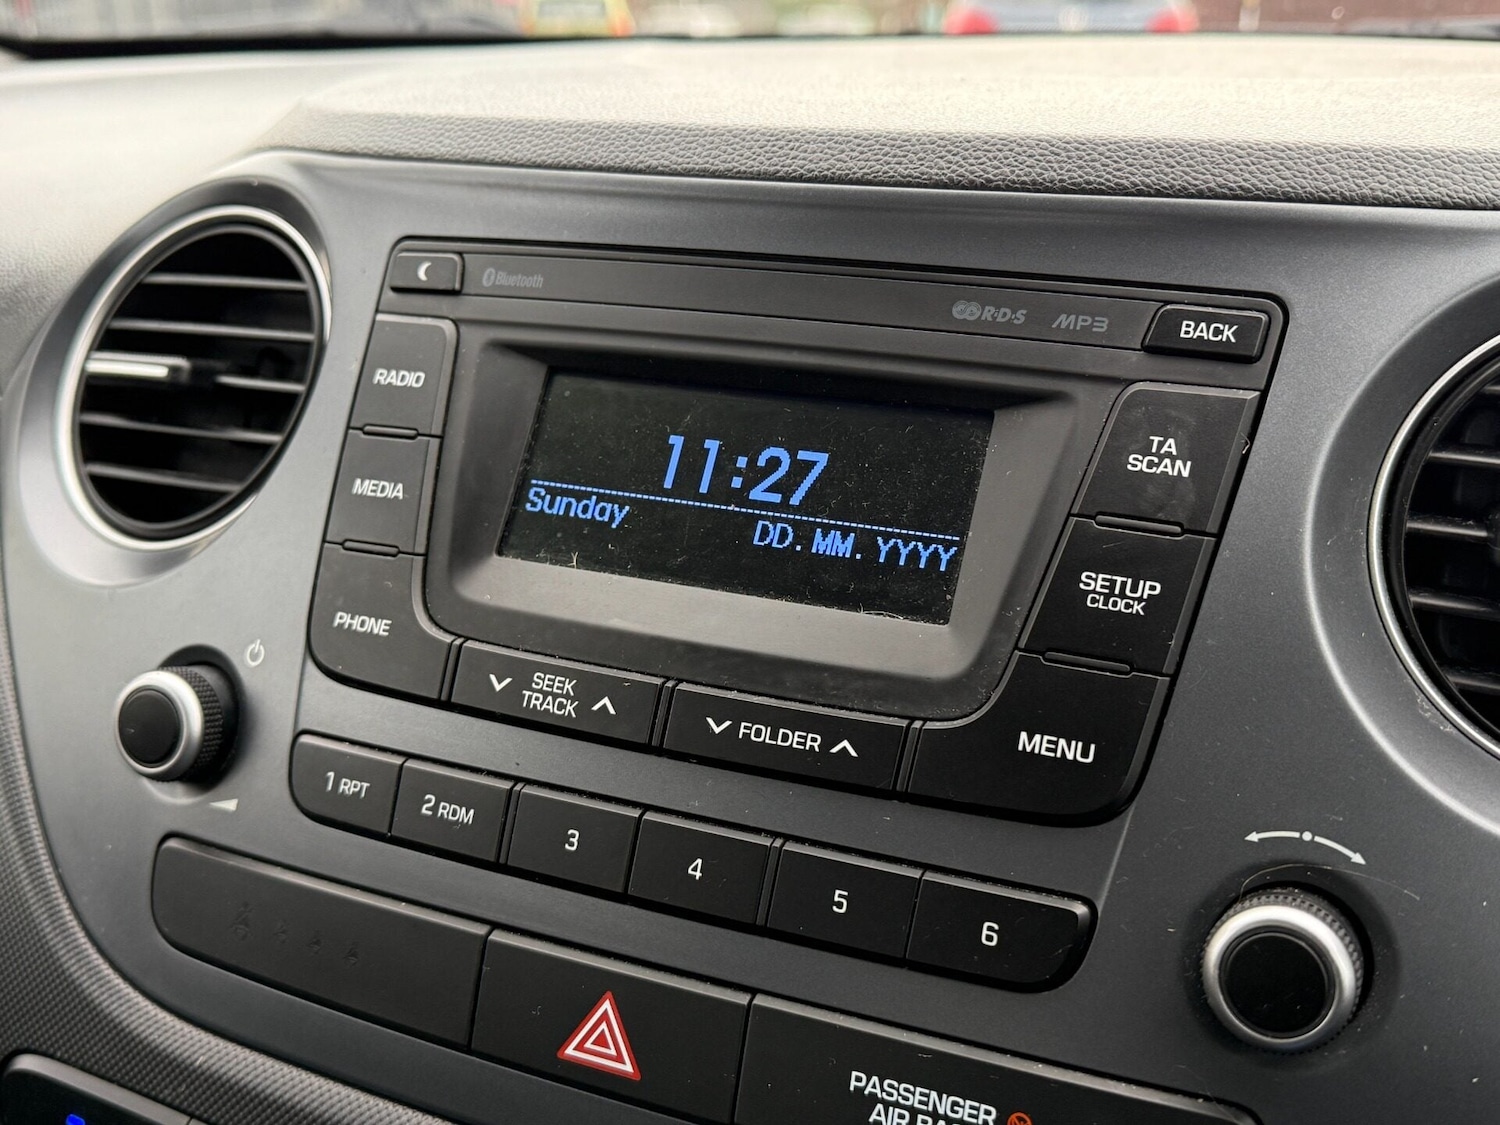 Bluetooth
R·D·S
MP3
BACK
RADIO
11:27
TA
SCAN
MEDIA
Sunday
DD.MM.YYYY
SETUP
CLOCK
PHONE
SEEK
TRACK
FOLDER
MENU
1 RPT
2 RDM
3
4
5
6
PASSENGER
AIR